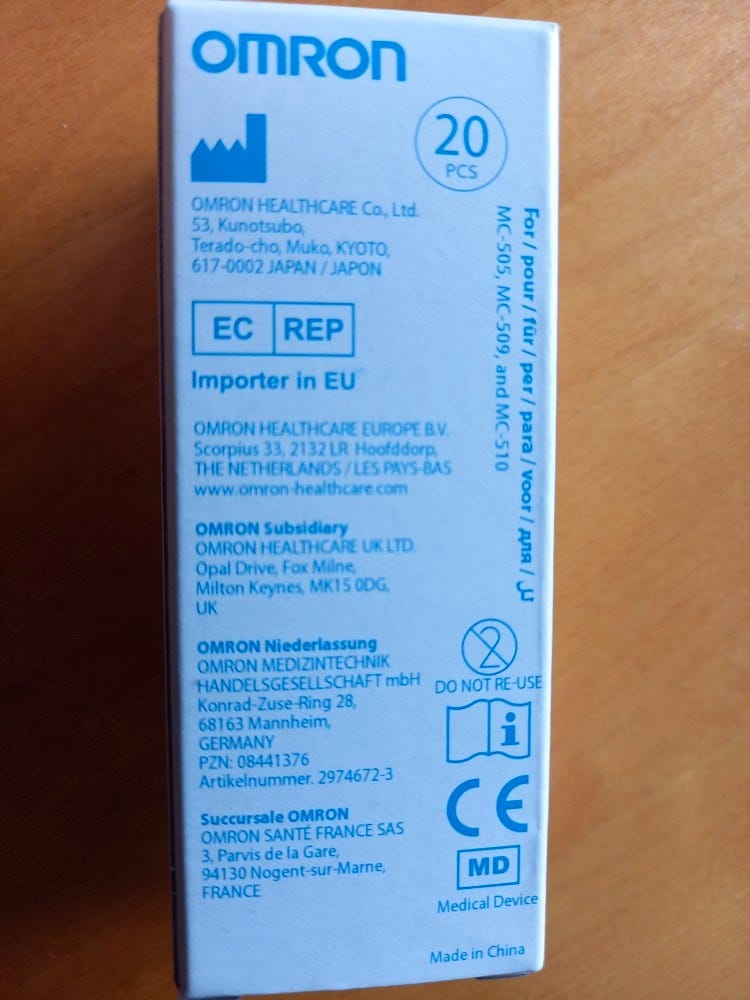 OMRON
20
PCS
OMRON HEALTHCARE Co., Ltd.
53, Kunotsubo,
Terado-cho, Muko, KYOTO,
617-0002 JAPAN / JAPON
For / pour / für / per / para / voor / для / لل
MC-505, MC-509, and MC-510
EC REP
Importer in EU
OMRON HEALTHCARE EUROPE B.V.
Scorpius 33, 2132 LR Hoofddorp,
THE NETHERLANDS / LES PAYS-BAS
www.omron-healthcare.com
OMRON Subsidiary
OMRON HEALTHCARE UK LTD.
Opal Drive, Fox Milne,
Milton Keynes, MK15 0DG,
UK
OMRON Niederlassung
OMRON MEDIZINTECHNIK
HANDELSGESELLSCHAFT mbH
Konrad-Zuse-Ring 28,
68163 Mannheim,
GERMANY
PZN: 08441376
Artikelnummer. 2974672-3
Succursale OMRON
OMRON SANTÉ FRANCE SAS
3, Parvis de la Gare,
94130 Nogent-sur-Marne,
FRANCE
2
DO NOT RE-USE
i
CE
MD
Medical Device
Made in China